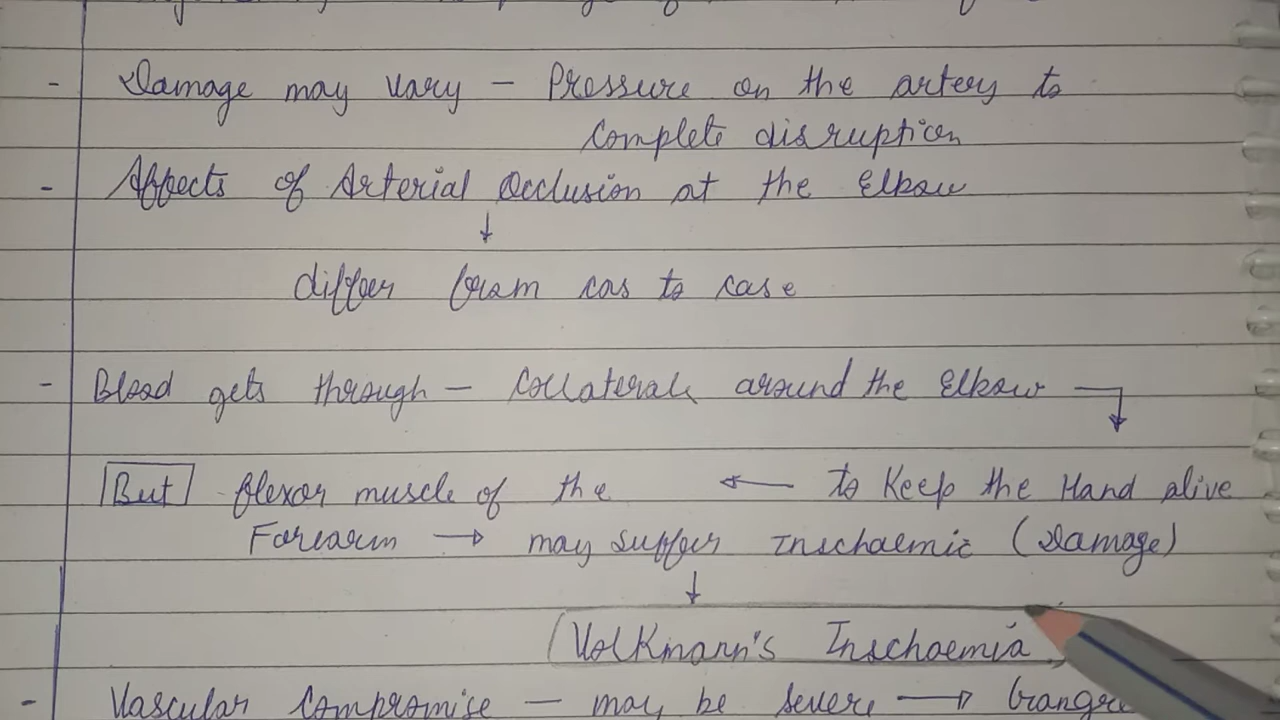 - Damage may vary – Pressure on the artery to
complete disruption
- Affects of Arterial Occlusion at the Elbow
↓
differ from cas to case
- Blood gets through – Collaterals around the Elbow
But flexor muscle of the ← to Keep the Hand alive
Forearm → may suffer Inschaemic (Damage)
↓
(Volkmann's Inschaemia)
- Vascular Compromise – may be severe →